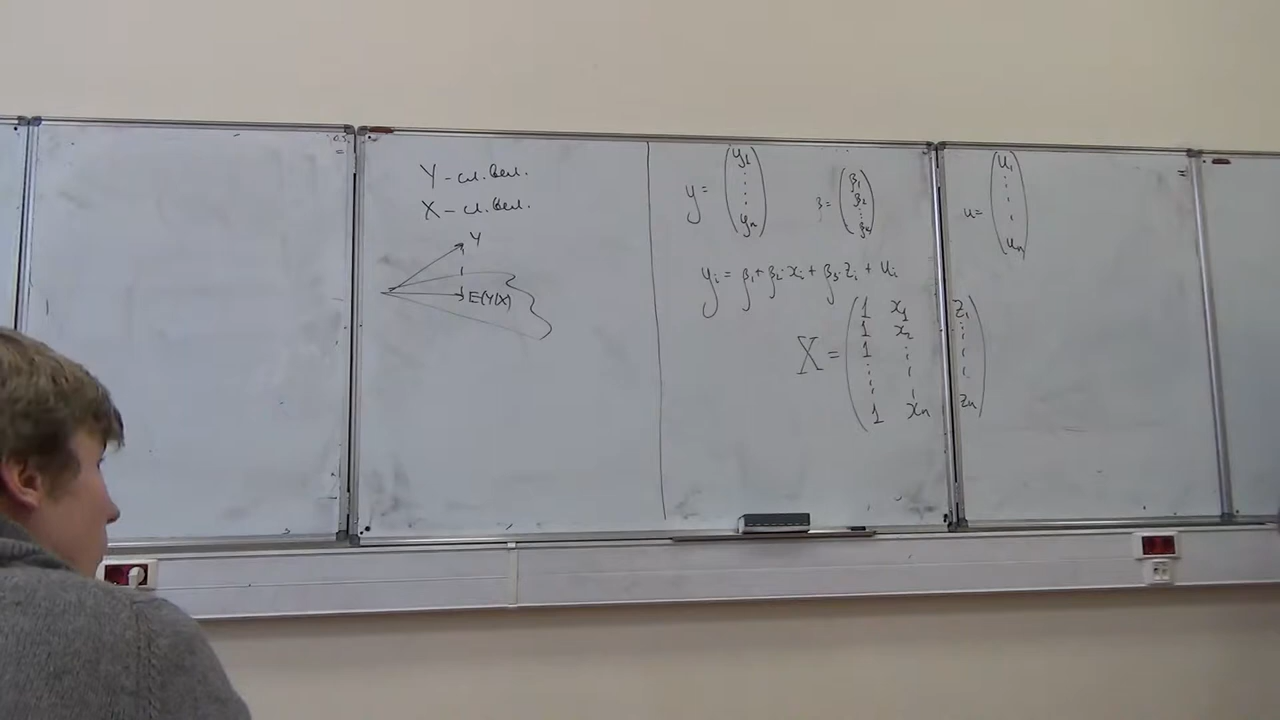 Y - сл. вел.
X - сл. вел.
Y
E(Y|X)
y = (y1 ⋮ yn)
β = (β1 β2 ⋮
u = (u1 ⋮ un)
yi = β1 + β2·xi + β3·zi + ui
X = (1 x1 z1
1 x2 ⋮
1 ⋮ ⋮
⋮ ⋮ ⋮
1 xn zn)